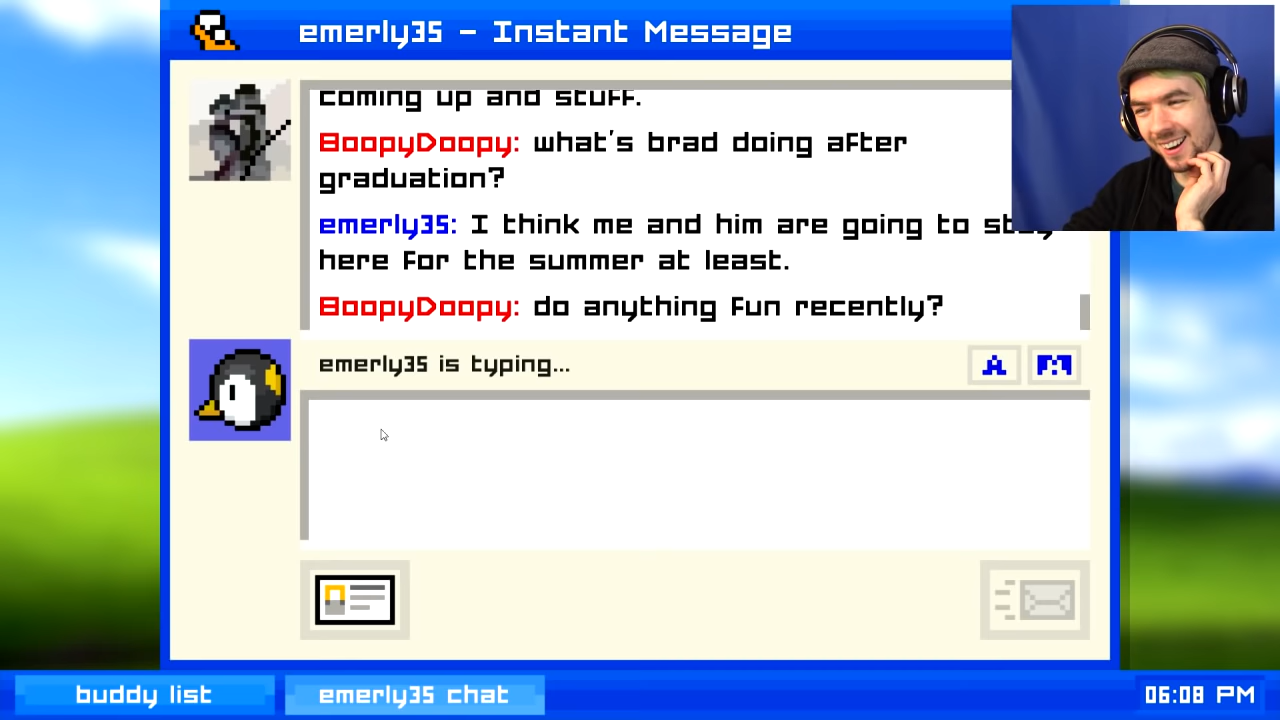 emerly35 - Instant Message
coming up and stuff.
BoopyDoopy: what's brad doing after
graduation?
emerly35: I think me and him are going to stay
here for the summer at least.
BoopyDoopy: do anything fun recently?
emerly35 is typing...
A
buddy list
emerly35 chat
06:08 PM